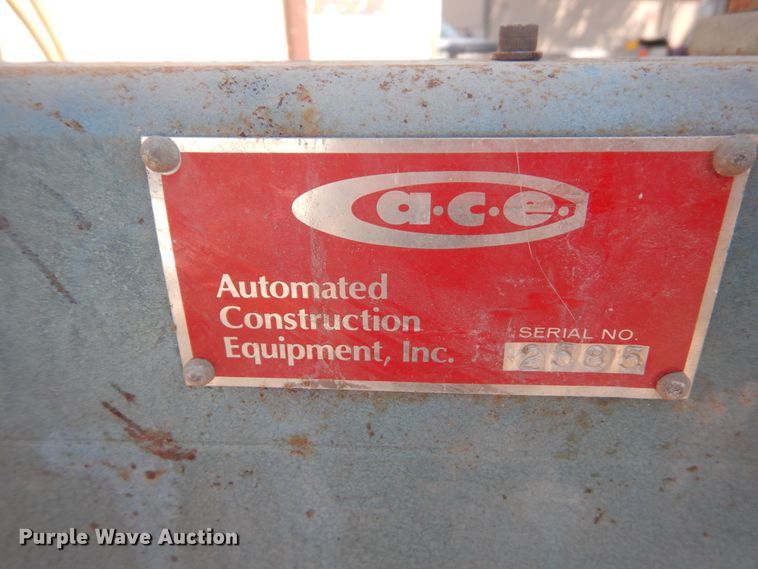 a.c.e.
Automated
Construction
Equipment, Inc.
SERIAL NO.
2585
Purple Wave Auction